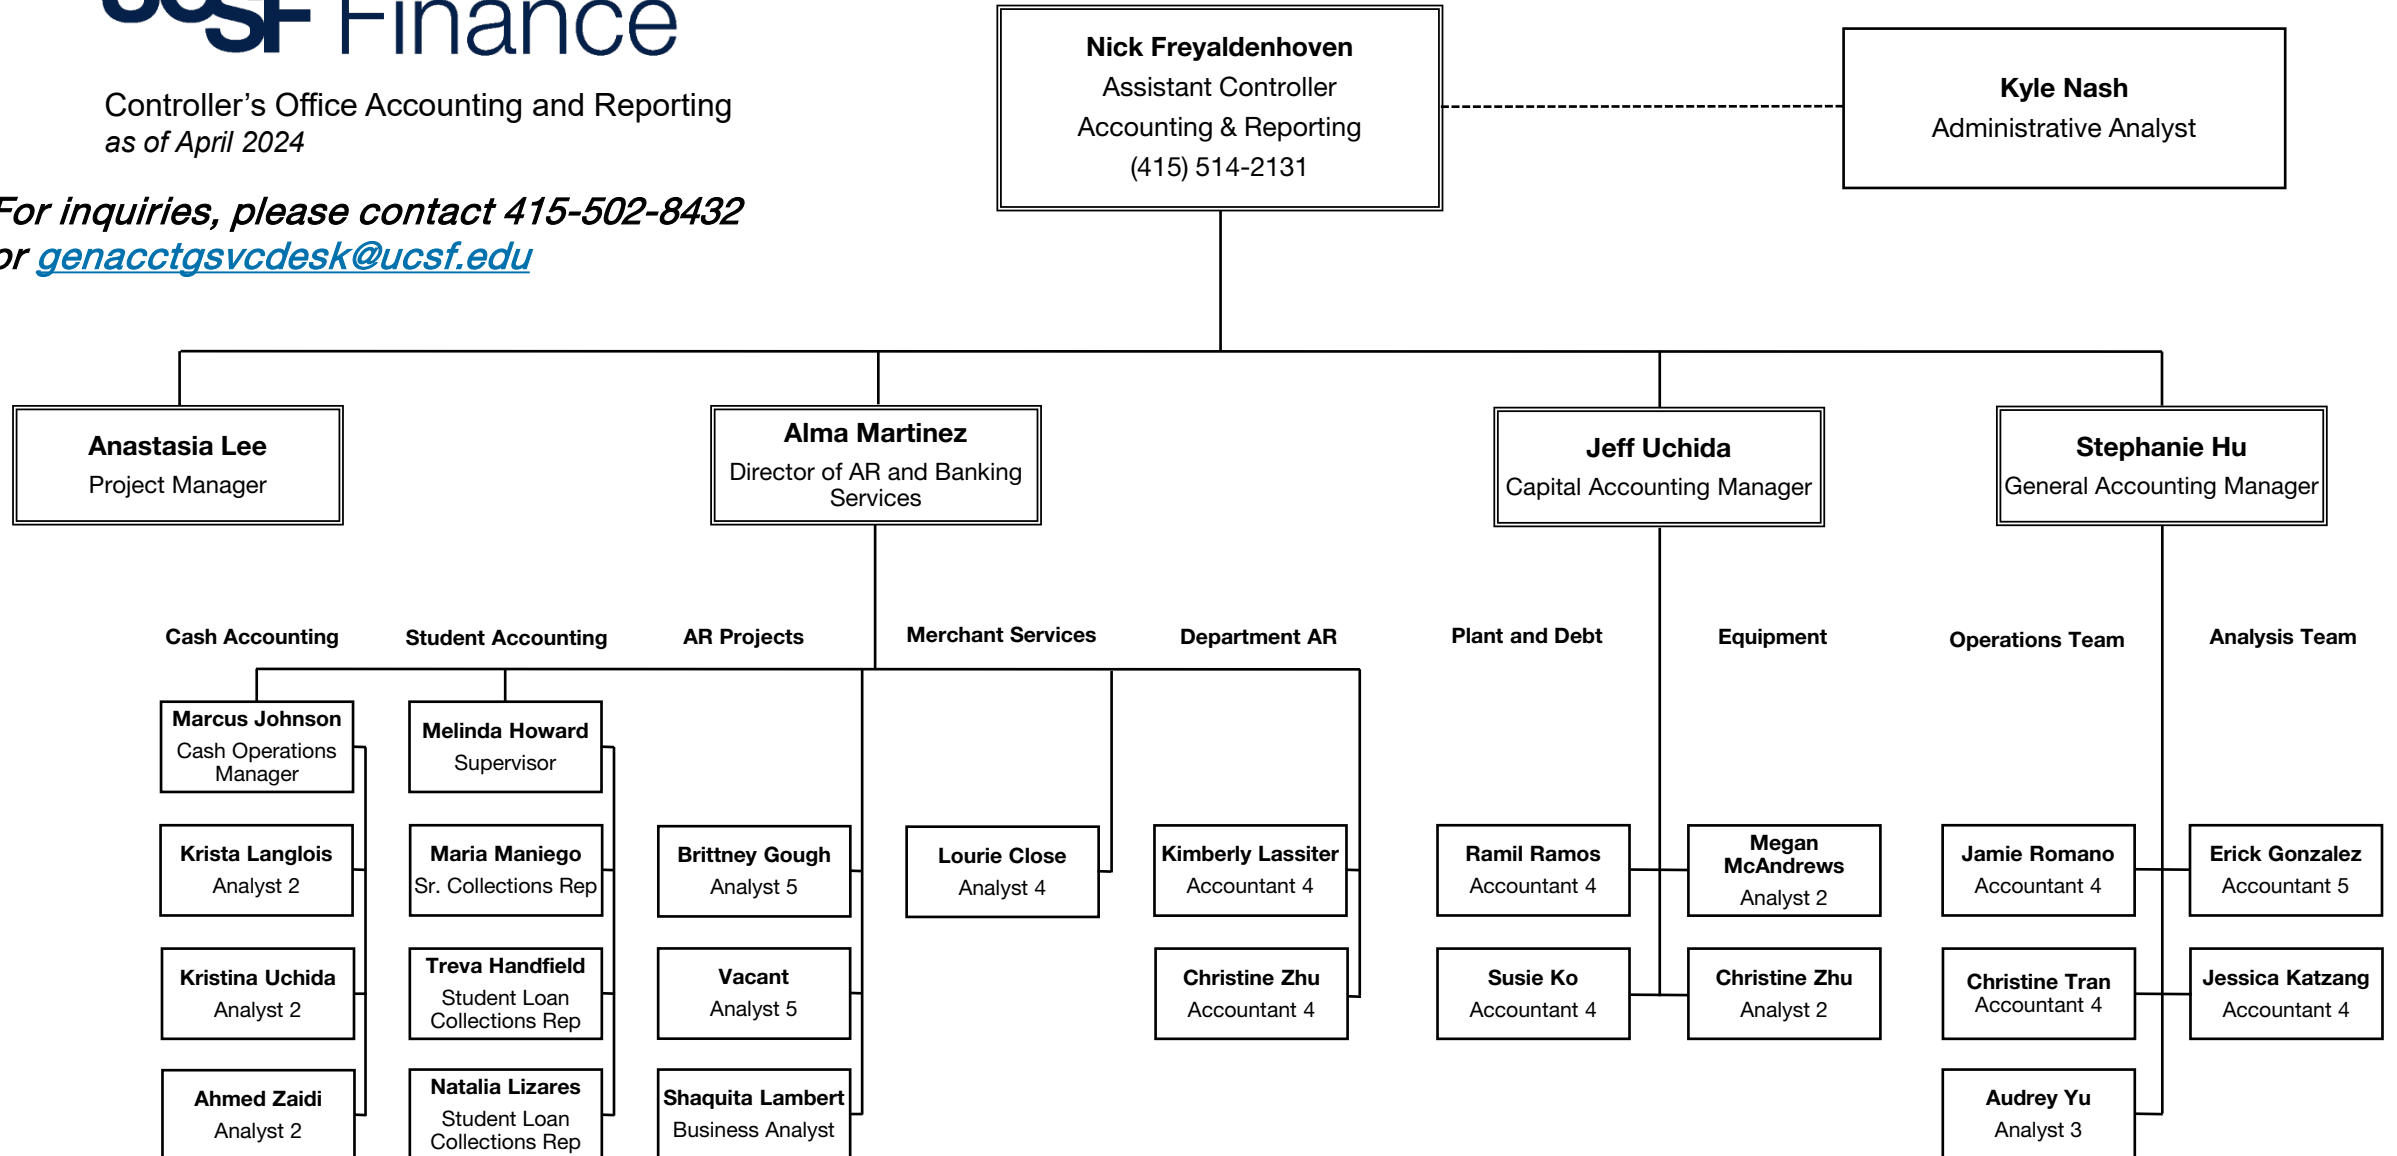 UCSF Finance
Controller’s Office Accounting and Reporting
as of April 2024
For inquiries, please contact 415-502-8432
or genacctgsvcdesk@ucsf.edu
Nick Freyaldenhoven
Assistant Controller
Accounting & Reporting
(415) 514-2131
Kyle Nash
Administrative Analyst
Anastasia Lee
Project Manager
Alma Martinez
Director of AR and Banking
Services
Jeff Uchida
Capital Accounting Manager
Stephanie Hu
General Accounting Manager
Cash Accounting
Student Accounting
AR Projects
Merchant Services
Department AR
Plant and Debt
Equipment
Operations Team
Analysis Team
Marcus Johnson
Cash Operations
Manager
Melinda Howard
Supervisor
Krista Langlois
Analyst 2
Maria Maniego
Sr. Collections Rep
Brittney Gough
Analyst 5
Lourie Close
Analyst 4
Kimberly Lassiter
Accountant 4
Ramil Ramos
Accountant 4
Megan
McAndrews
Analyst 2
Jamie Romano
Accountant 4
Erick Gonzalez
Accountant 5
Kristina Uchida
Analyst 2
Treva Handfield
Student Loan
Collections Rep
Vacant
Analyst 5
Christine Zhu
Accountant 4
Susie Ko
Accountant 4
Christine Zhu
Analyst 2
Christine Tran
Accountant 4
Jessica Katzang
Accountant 4
Ahmed Zaidi
Analyst 2
Natalia Lizares
Student Loan
Collections Rep
Shaquita Lambert
Business Analyst
Audrey Yu
Analyst 3